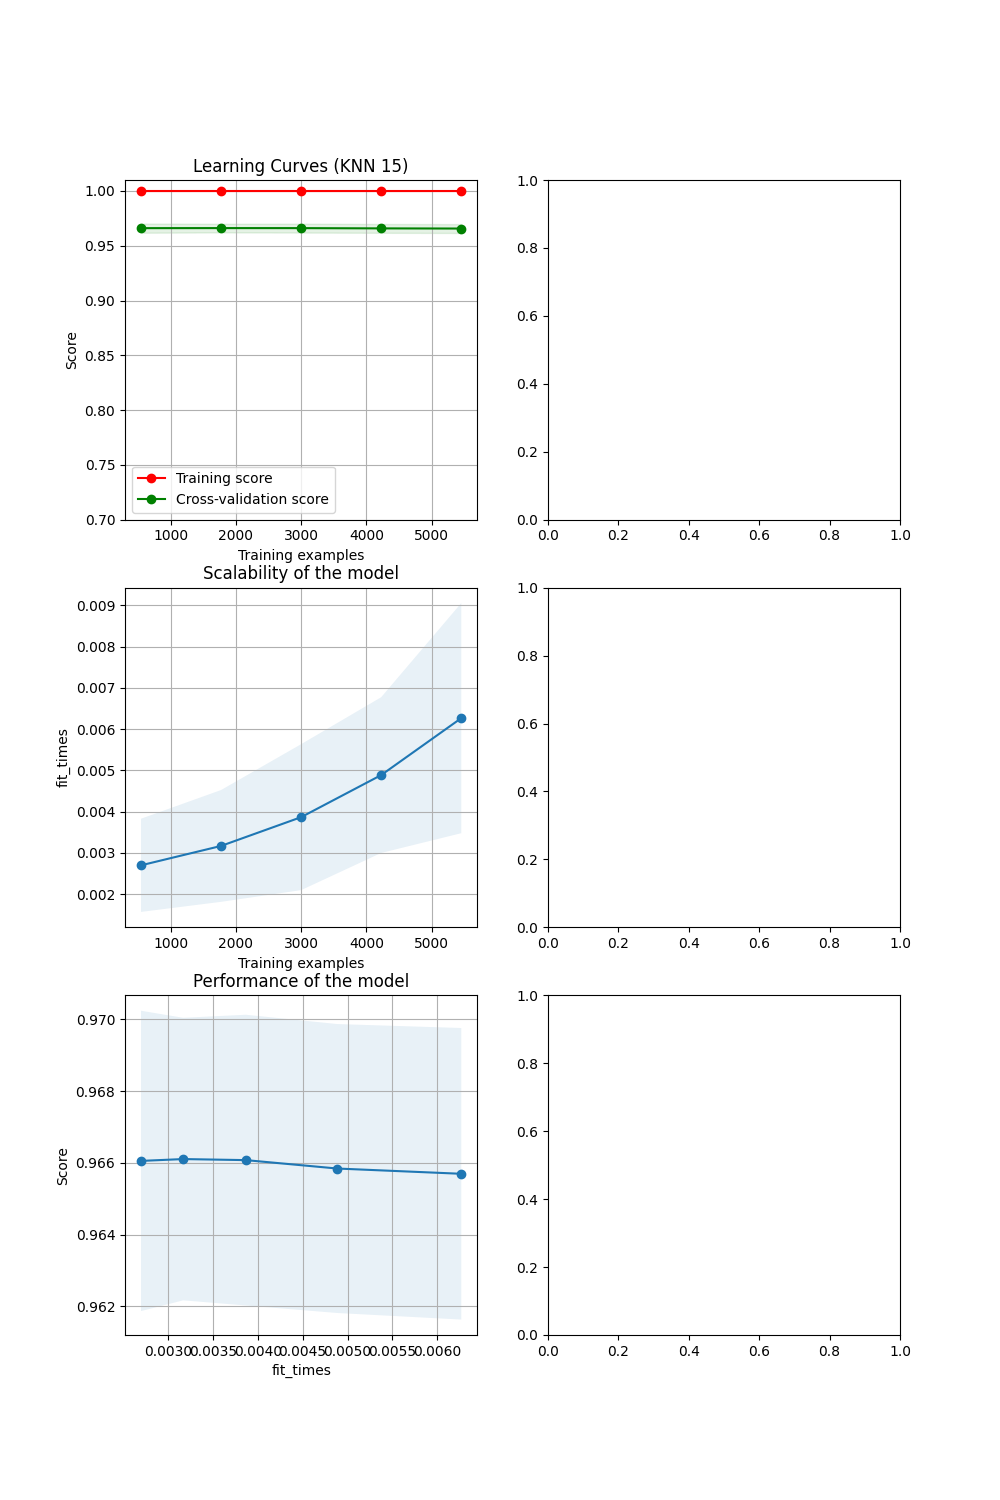 Learning Curves (KNN 15)
1.00
0.95
0.90
0.85
0.80
0.75
0.70
Score
Training score
Cross-validation score
1000 2000 3000 4000 5000
Training examples
1.0
0.8
0.6
0.4
0.2
0.0
0.0 0.2 0.4 0.6 0.8 1.0
Scalability of the model
0.009
0.008
0.007
0.006
0.005
0.004
0.003
0.002
fit_times
1000 2000 3000 4000 5000
Training examples
1.0
0.8
0.6
0.4
0.2
0.0
0.0 0.2 0.4 0.6 0.8 1.0
Performance of the model
0.970
0.968
0.966
0.964
0.962
Score
0.0030 0.0035 0.0040 0.0045 0.0050 0.0055 0.0060
fit_times
1.0
0.8
0.6
0.4
0.2
0.0
0.0 0.2 0.4 0.6 0.8 1.0